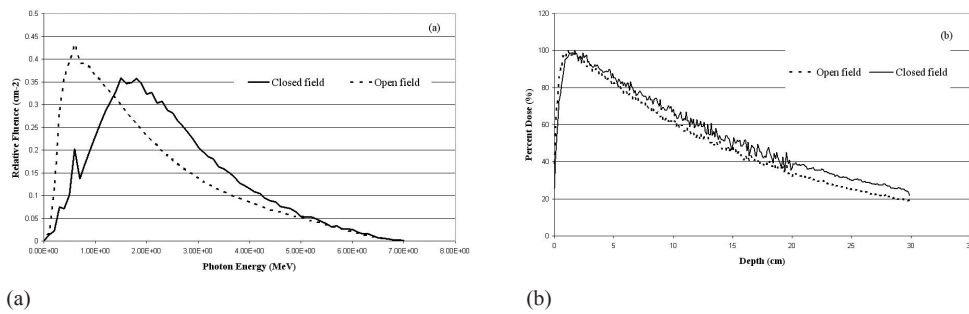 (a)
0.5
0.45
0.4
0.35
0.3
0.25
0.2
0.15
0.1
0.05
0
Relative Fluence (cm-2)
Closed field
Open field
0.00E+00 1.00E+00 2.00E+00 3.00E+00 4.00E+00 5.00E+00 6.00E+00 7.00E+00 8.00E+00
Photon Energy (MeV)
(b)
120
100
80
60
40
20
0
Percent Dose (%)
Open field
Closed field
0 5 10 15 20 25 30 35
Depth (cm)
(a)
(b)